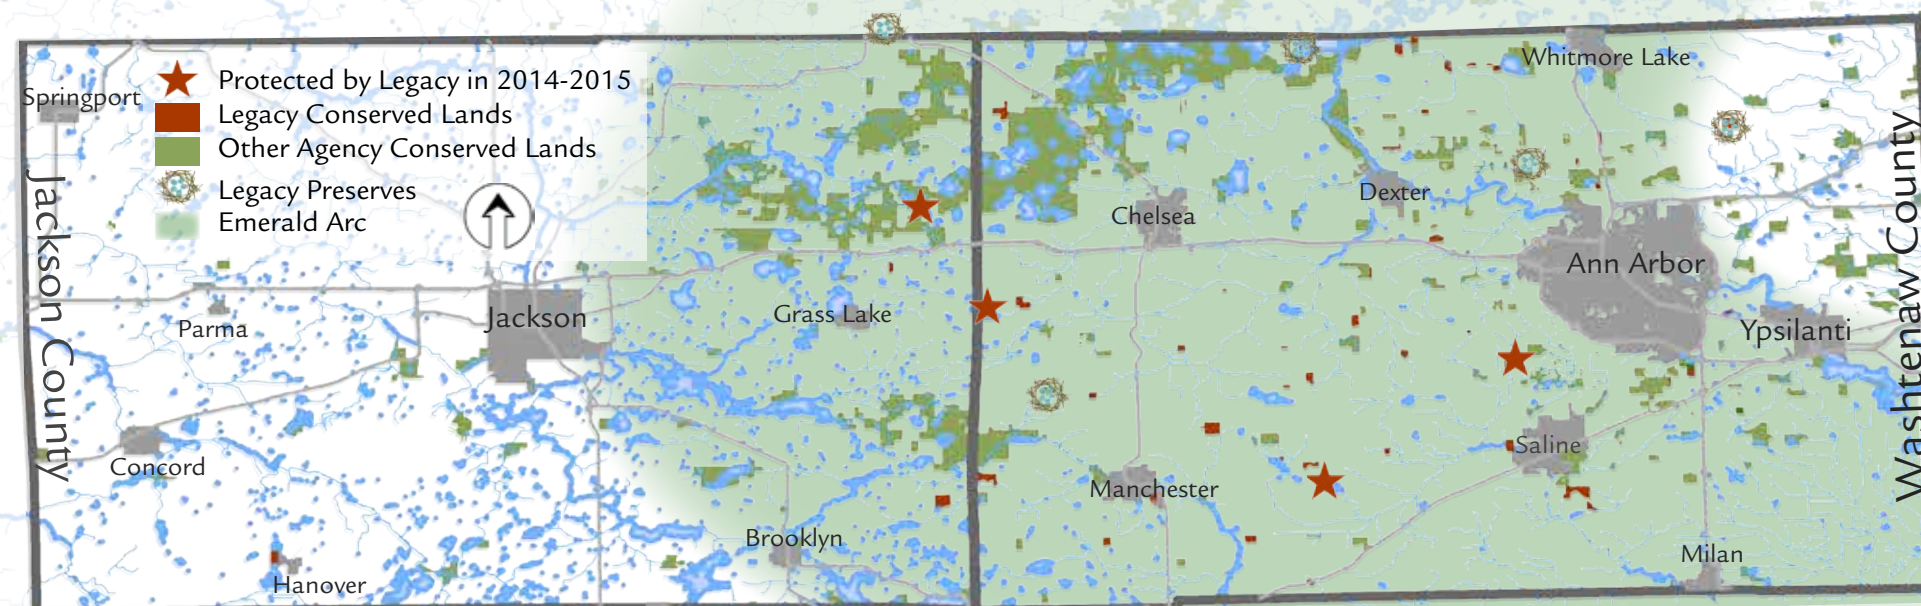 Protected by Legacy in 2014-2015
Legacy Conserved Lands
Other Agency Conserved Lands
Legacy Preserves
Emerald Arc
Springport
Jackson County
Parma
Jackson
Grass Lake
Concord
Hanover
Brooklyn
Whitmore Lake
Dexter
Chelsea
Ann Arbor
Ypsilanti
Washtenaw County
Saline
Manchester
Milan